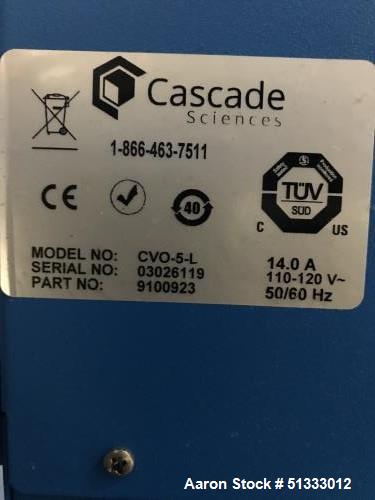 Cascade
Sciences
1-866-463-7511
CE
40
TÜV
SÜD
C US
MODEL NO: CVO-5-L
SERIAL NO: 03026119
PART NO: 9100923
14.0 A
110-120 V~
50/60 Hz
Aaron Stock # 51333012